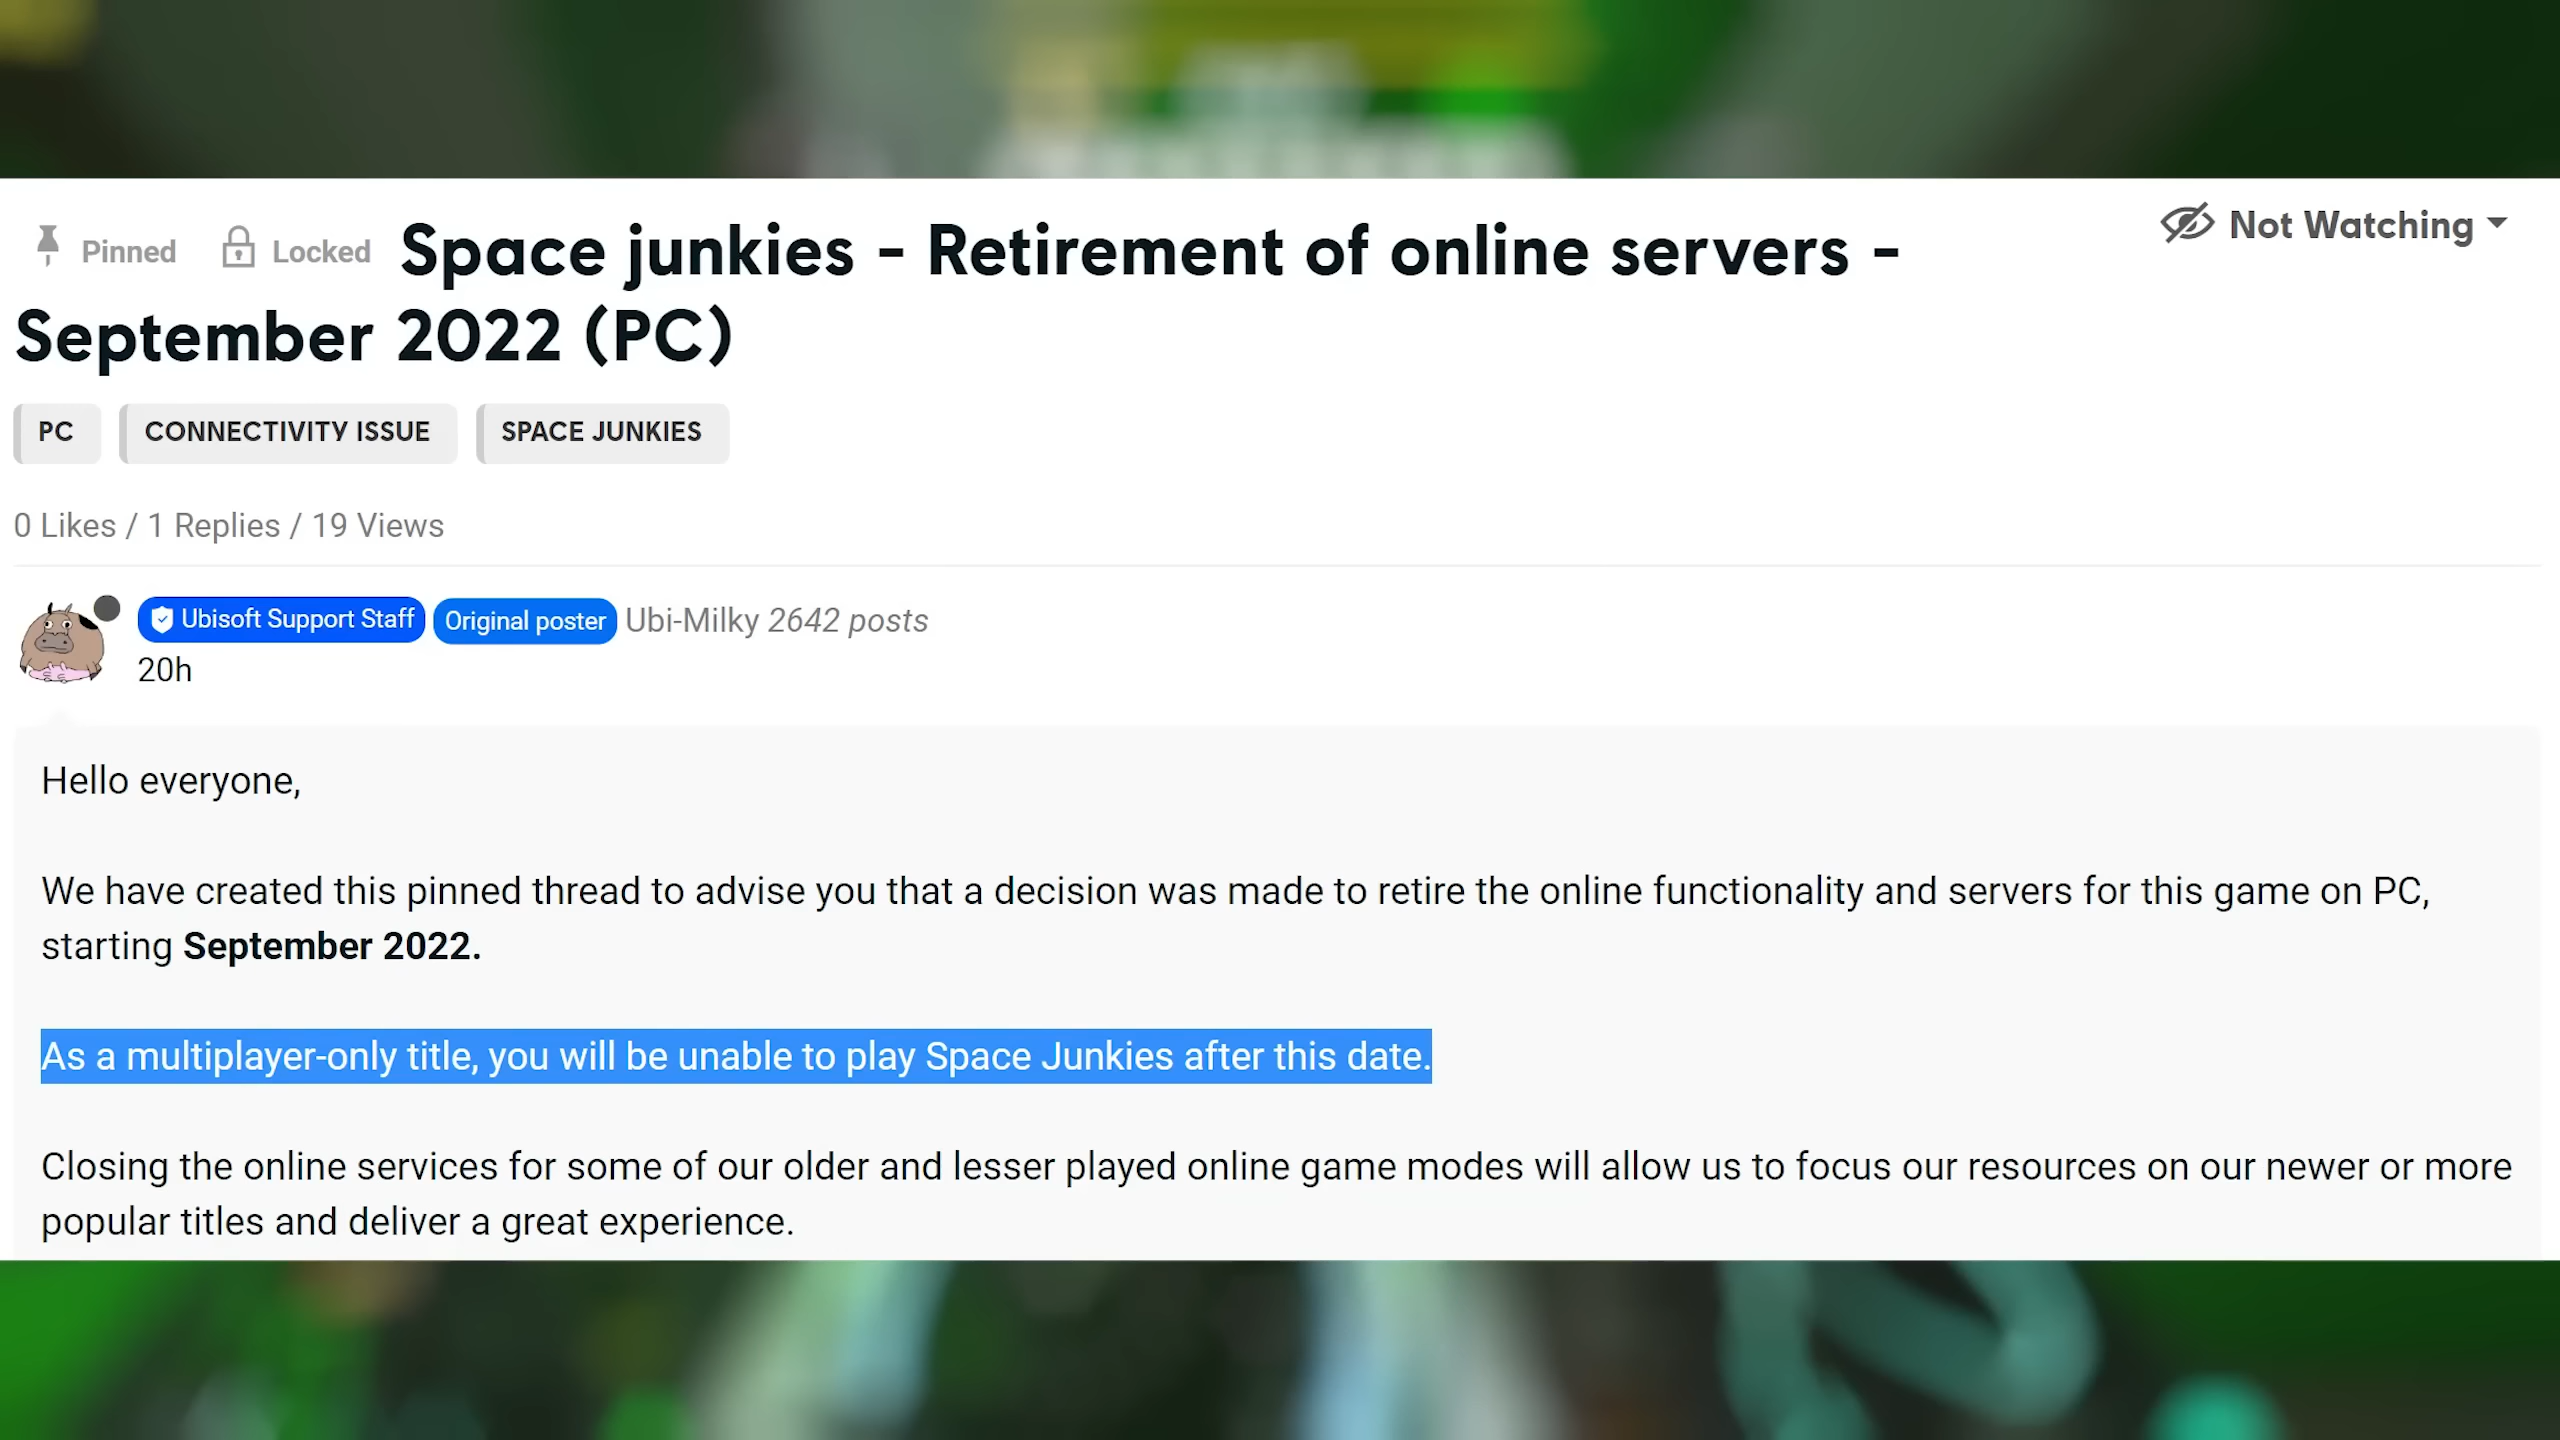 Pinned Locked Space junkies - Retirement of online servers - Not Watching
September 2022 (PC)
PC CONNECTIVITY ISSUE SPACE JUNKIES
0 Likes / 1 Replies / 19 Views
Ubisoft Support Staff Original poster Ubi-Milky 2642 posts
20h
Hello everyone,
We have created this pinned thread to advise you that a decision was made to retire the online functionality and servers for this game on PC,
starting September 2022.
As a multiplayer-only title, you will be unable to play Space Junkies after this date.
Closing the online services for some of our older and lesser played online game modes will allow us to focus our resources on our newer or more
popular titles and deliver a great experience.